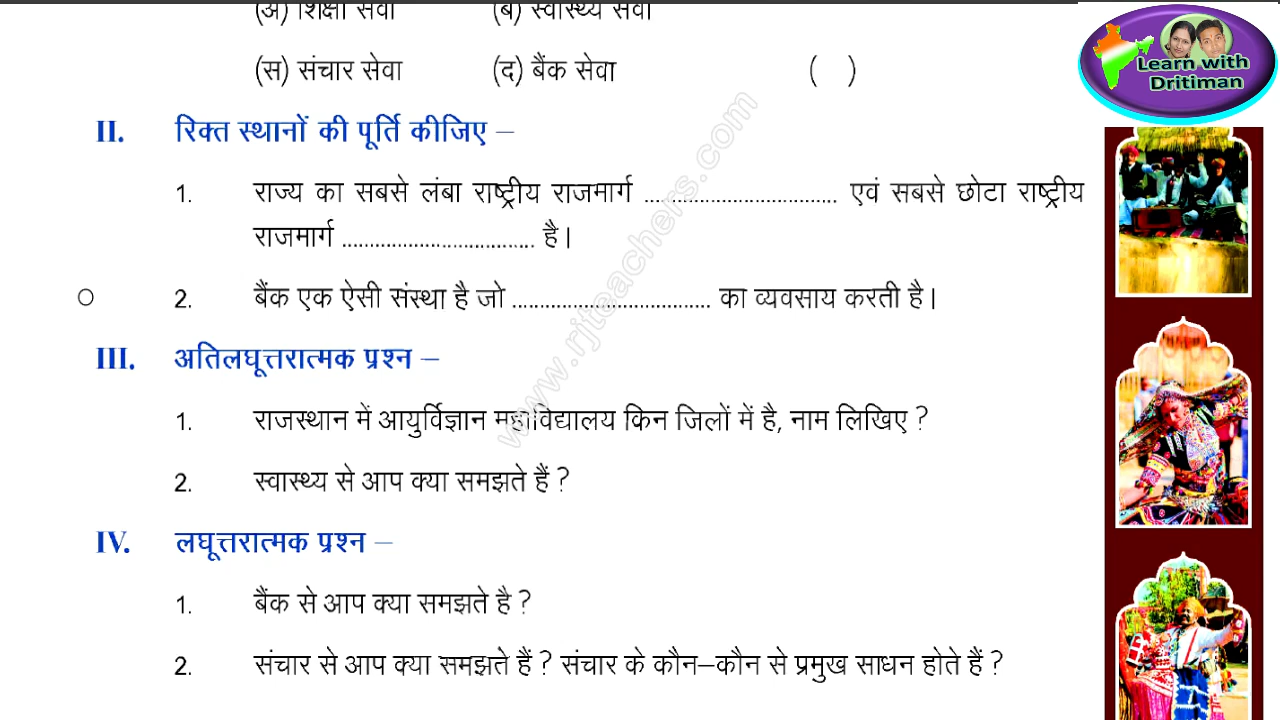 (अ) शिक्षा सेवा (ब) स्वास्थ्य सेवा
(स) संचार सेवा (द) बैंक सेवा ( )
II. रिक्त स्थानों की पूर्ति कीजिए –
1. राज्य का सबसे लंबा राष्ट्रीय राजमार्ग ................................... एवं सबसे छोटा राष्ट्रीय
राजमार्ग ................................... है।
2. बैंक एक ऐसी संस्था है जो .................................... का व्यवसाय करती है।
III. अतिलघूत्तरात्मक प्रश्न –
1. राजस्थान में आयुर्विज्ञान महाविद्यालय किन जिलों में है, नाम लिखिए ?
2. स्वास्थ्य से आप क्या समझते हैं ?
IV. लघूत्तरात्मक प्रश्न –
1. बैंक से आप क्या समझते है ?
2. संचार से आप क्या समझते हैं ? संचार के कौन–कौन से प्रमुख साधन होते हैं ?
www.rjteachers.com
Learn with
Dritiman